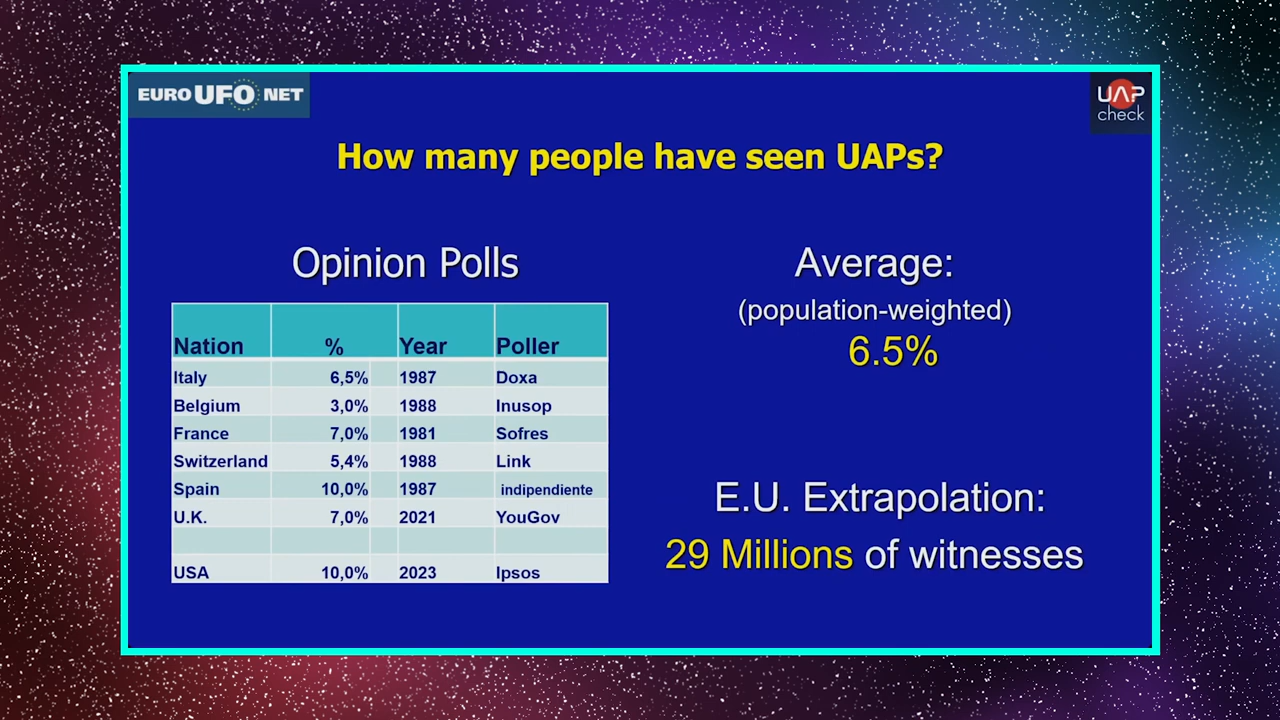 EURO UFO NET
UAP
check
How many people have seen UAPs?
Opinion Polls
Nation % Year Poller
Italy 6,5% 1987 Doxa
Belgium 3,0% 1988 Inusop
France 7,0% 1981 Sofres
Switzerland 5,4% 1988 Link
Spain 10,0% 1987 indipendiente
U.K. 7,0% 2021 YouGov
USA 10,0% 2023 Ipsos
Average:
(population-weighted)
6.5%
E.U. Extrapolation:
29 Millions of witnesses